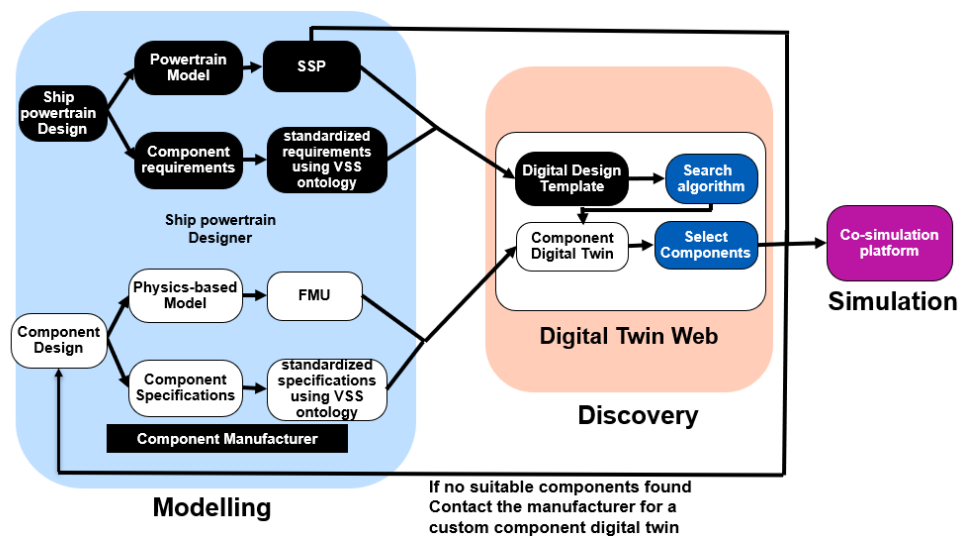 Ship
powertrain
Design
Powertrain
Model
SSP
Component
requirements
standardized
requirements
using VSS
ontology
Ship powertrain
Designer
Component
Design
Physics-based
Model
FMU
Component
Specifications
standardized
specifications
using VSS
ontology
Component Manufacturer
Modelling
Digital Design
Template
Search
algorithm
Component
Digital Twin
Select
Components
Digital Twin Web
Discovery
Co-simulation
platform
Simulation
If no suitable components found
Contact the manufacturer for a
custom component digital twin